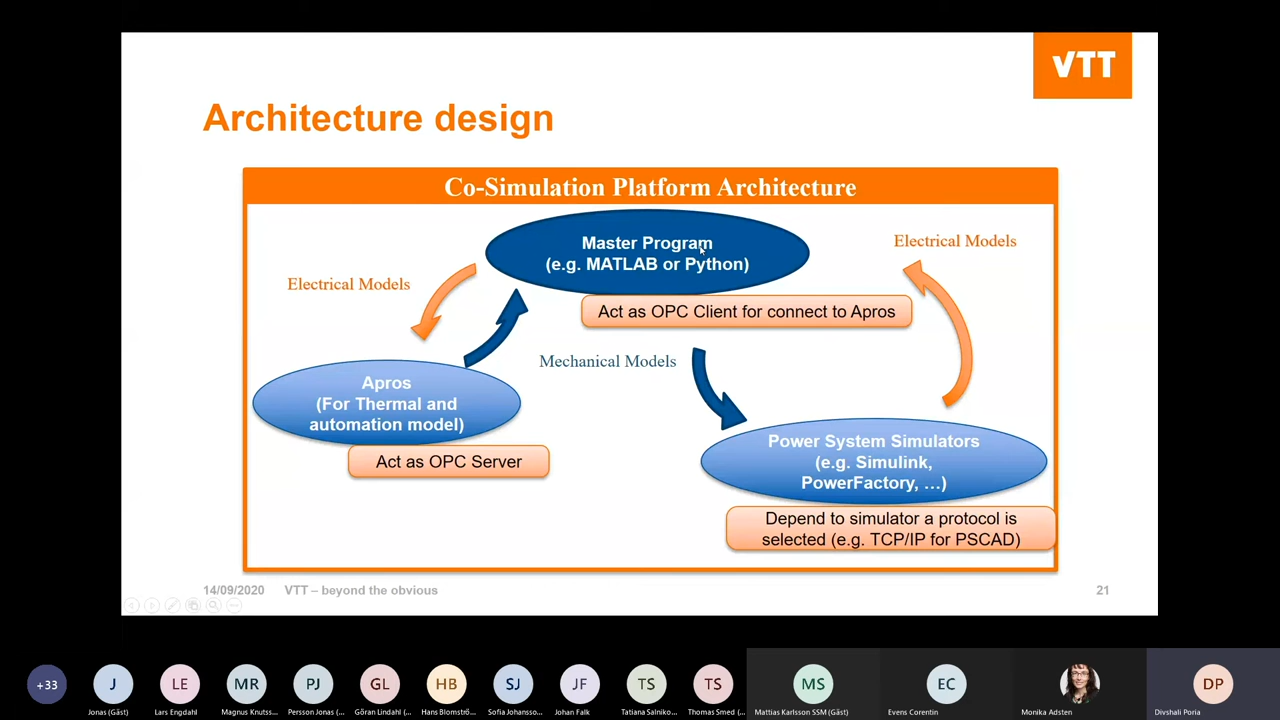 VTT
Architecture design
Co-Simulation Platform Architecture
Master Program
(e.g. MATLAB or Python)
Electrical Models
Electrical Models
Act as OPC Client for connect to Apros
Mechanical Models
Apros
(For Thermal and
automation model)
Act as OPC Server
Power System Simulators
(e.g. Simulink,
PowerFactory, ...)
Depend to simulator a protocol is
selected (e.g. TCP/IP for PSCAD)
14/09/2020
VTT – beyond the obvious
21
+33
J
LE
MR
PJ
GL
HB
SJ
JF
TS
TS
MS
EC
DP
Jonas (Gäst)
Lars Engdahl
Magnus Knutss...
Persson Jonas (...
Göran Lindahl (...
Hans Blomströ...
Sofia Johansso...
Johan Falk
Tatiana Salniko...
Thomas Smed (...
Mattias Karlsson SSM (Gäst)
Evens Corentin
Monika Adsten
Divshali Poria